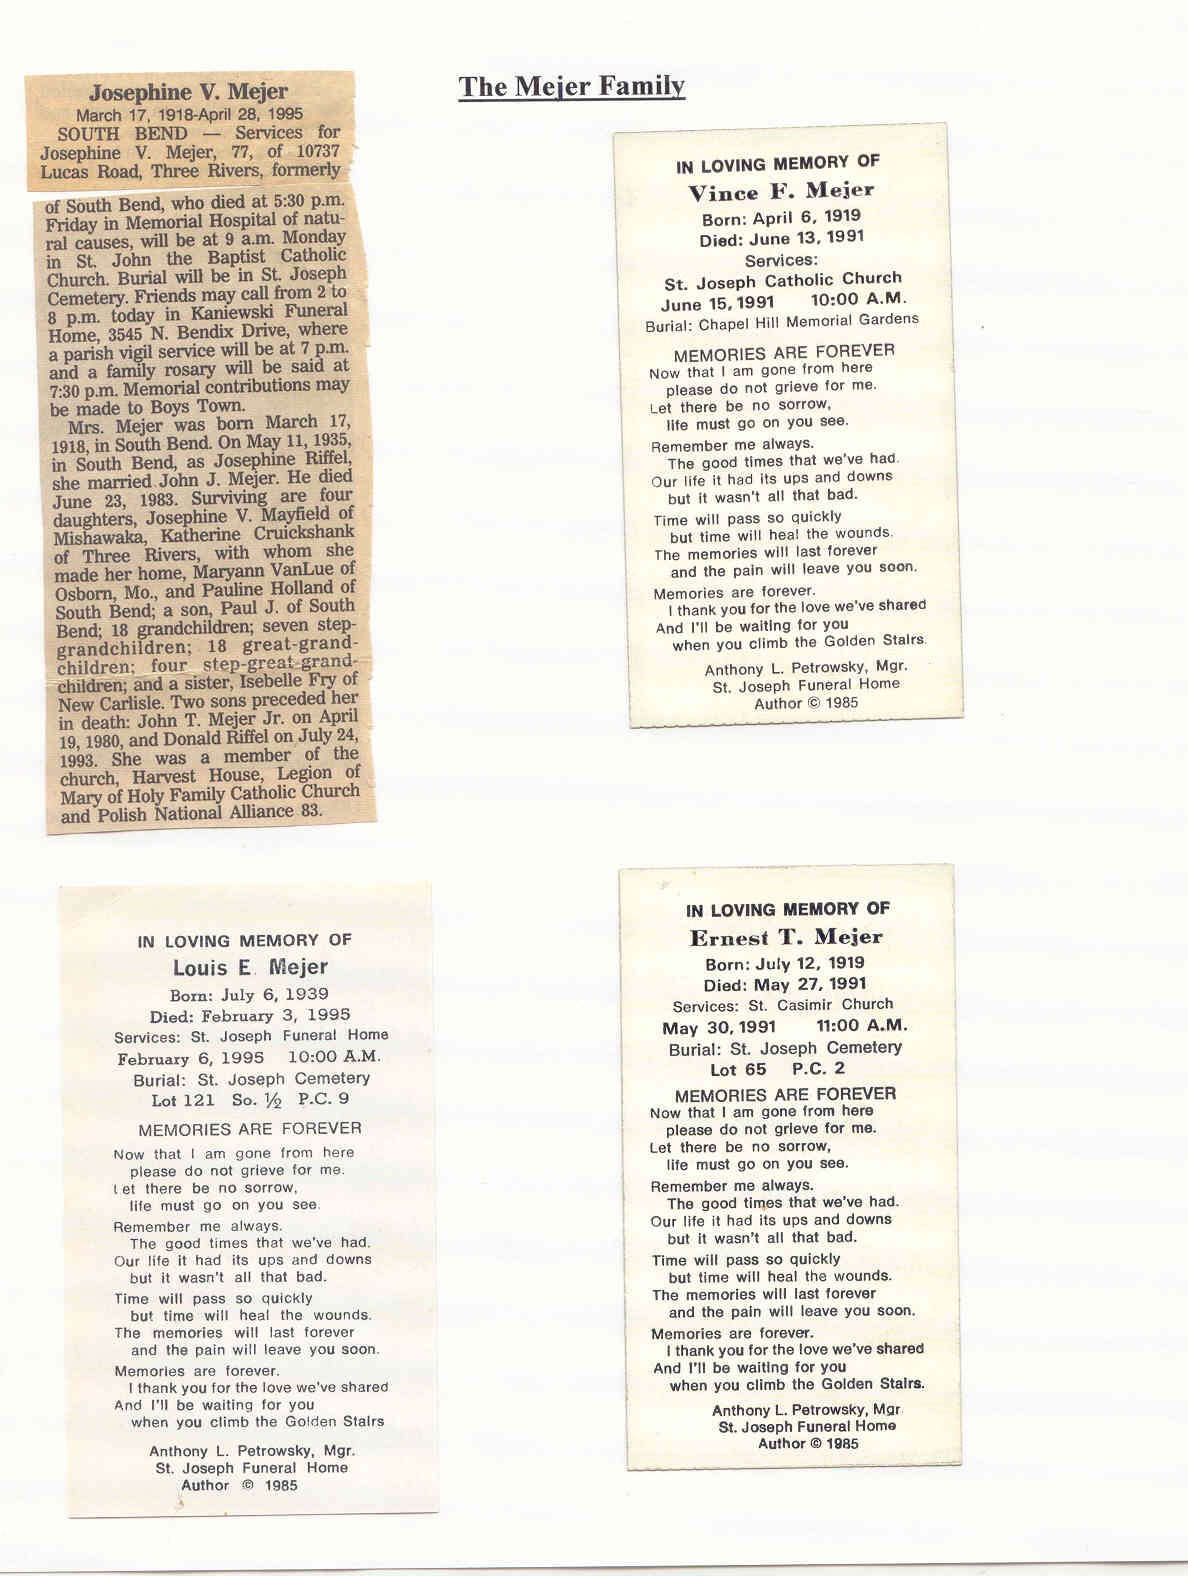 The Mejer Family
Josephine V. Mejer
March 17, 1918-April 28, 1995
SOUTH BEND — Services for
Josephine V. Mejer, 77, of 10737
Lucas Road, Three Rivers, formerly
of South Bend, who died at 5:30 p.m.
Friday in Memorial Hospital of natu-
ral causes, will be at 9 a.m. Monday
in St. John the Baptist Catholic
Church. Burial will be in St. Joseph
Cemetery. Friends may call from 2 to
8 p.m. today in Kaniewski Funeral
Home, 3545 N. Bendix Drive, where
a parish vigil service will be at 7 p.m.
and a family rosary will be said at
7:30 p.m. Memorial contributions may
be made to Boys Town.
Mrs. Mejer was born March 17,
1918, in South Bend. On May 11, 1935,
in South Bend, as Josephine Riffel,
she married John J. Mejer. He died
June 23, 1983. Surviving are four
daughters, Josephine V. Mayfield of
Mishawaka, Katherine Cruickshank
of Three Rivers, with whom she
made her home, Maryann VanLue of
Osborn, Mo., and Pauline Holland of
South Bend; a son, Paul J. of South
Bend; 18 grandchildren; seven step-
grandchildren; 18 great-grand-
children; four step-great-grand-
children; and a sister, Isebelle Fry of
New Carlisle. Two sons preceded her
in death: John T. Mejer Jr. on April
19, 1980, and Donald Riffel on July 24,
1993. She was a member of the
church, Harvest House, Legion of
Mary of Holy Family Catholic Church
and Polish National Alliance 83.
IN LOVING MEMORY OF
Vince F. Mejer
Born: April 6, 1919
Died: June 13, 1991
Services:
St. Joseph Catholic Church
June 15, 1991 10:00 A.M.
Burial: Chapel Hill Memorial Gardens
MEMORIES ARE FOREVER
Now that I am gone from here
please do not grieve for me.
Let there be no sorrow,
life must go on you see.
Remember me always.
The good times that we've had.
Our life it had its ups and downs
but it wasn't all that bad.
Time will pass so quickly
but time will heal the wounds.
The memories will last forever
and the pain will leave you soon.
Memories are forever.
I thank you for the love we've shared
And I'll be waiting for you
when you climb the Golden Stairs.
Anthony L. Petrowsky, Mgr.
St. Joseph Funeral Home
Author © 1985
IN LOVING MEMORY OF
Louis E. Mejer
Born: July 6, 1939
Died: February 3, 1995
Services: St. Joseph Funeral Home
February 6, 1995 10:00 A.M.
Burial: St. Joseph Cemetery
Lot 121 So. ½ P.C. 9
MEMORIES ARE FOREVER
Now that I am gone from here
please do not grieve for me.
Let there be no sorrow,
life must go on you see.
Remember me always.
The good times that we've had.
Our life it had its ups and downs
but it wasn't all that bad.
Time will pass so quickly
but time will heal the wounds.
The memories will last forever
and the pain will leave you soon.
Memories are forever.
I thank you for the love we've shared
And I'll be waiting for you
when you climb the Golden Stairs
Anthony L. Petrowsky, Mgr.
St. Joseph Funeral Home
Author © 1985
IN LOVING MEMORY OF
Ernest T. Mejer
Born: July 12, 1919
Died: May 27, 1991
Services: St. Casimir Church
May 30, 1991 11:00 A.M.
Burial: St. Joseph Cemetery
Lot 65 P.C. 2
MEMORIES ARE FOREVER
Now that I am gone from here
please do not grieve for me.
Let there be no sorrow,
life must go on you see.
Remember me always.
The good times that we've had.
Our life it had its ups and downs
but it wasn't all that bad.
Time will pass so quickly
but time will heal the wounds.
The memories will last forever
and the pain will leave you soon.
Memories are forever.
I thank you for the love we've shared
And I'll be waiting for you
when you climb the Golden Stairs.
Anthony L. Petrowsky, Mgr.
St. Joseph Funeral Home
Author © 1985